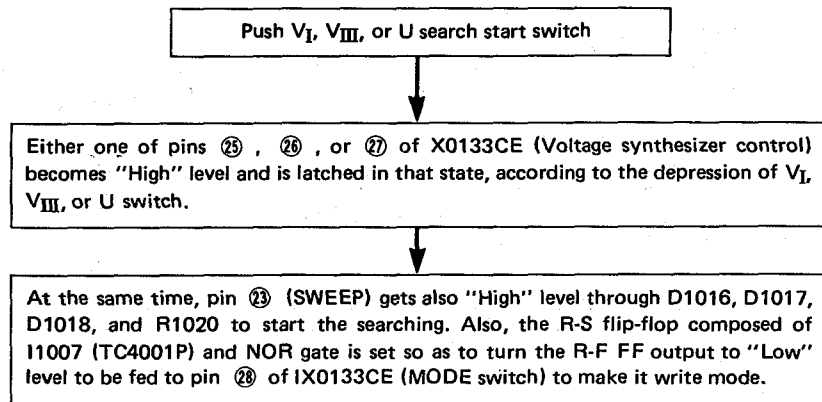 Push VI, VIII, or U search start switch
Either one of pins ㉕ , ㉖ , or ㉗ of X0133CE (Voltage synthesizer control)
becomes "High" level and is latched in that state, according to the depression of VI,
VIII, or U switch.
At the same time, pin ㉓ (SWEEP) gets also "High" level through D1016, D1017,
D1018, and R1020 to start the searching. Also, the R-S flip-flop composed of
I1007 (TC4001P) and NOR gate is set so as to turn the R-F FF output to "Low"
level to be fed to pin ㉘ of IX0133CE (MODE switch) to make it write mode.